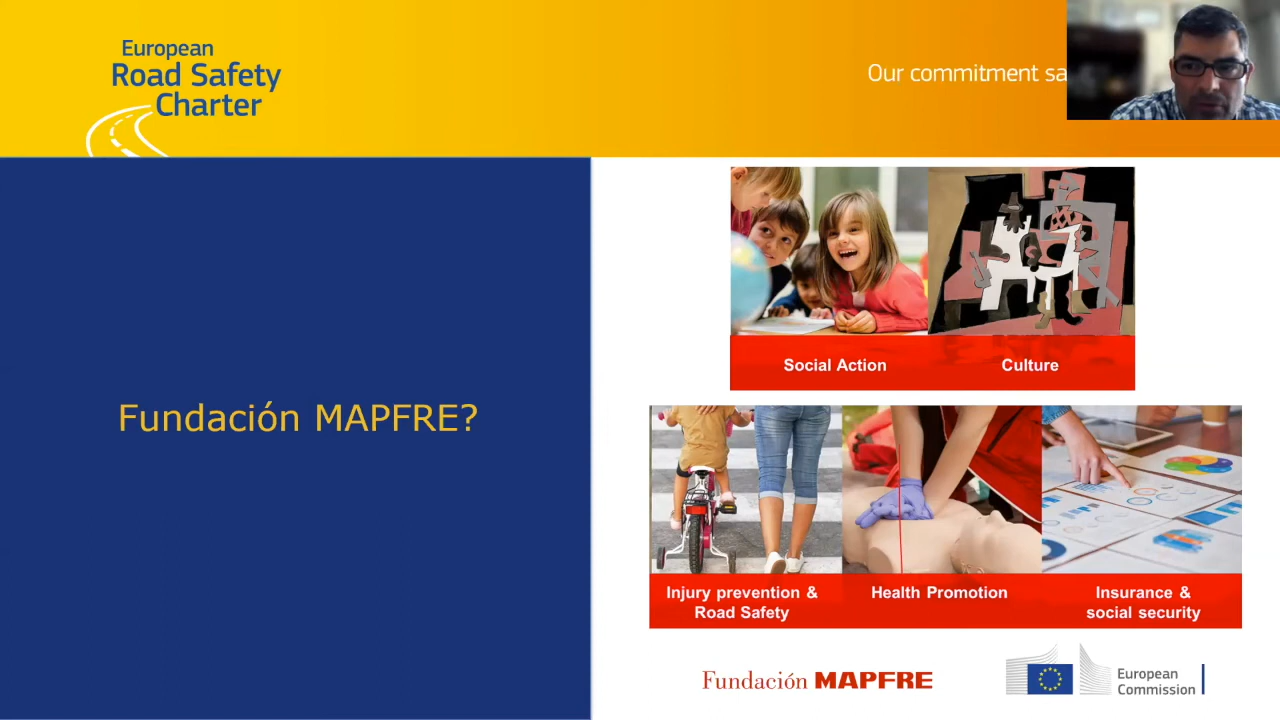 European
Road Safety
Charter
Our commitment
Fundación MAPFRE?
Social Action
Culture
Injury prevention &
Road Safety
Health Promotion
Insurance &
social security
Fundación MAPFRE
European
Commission